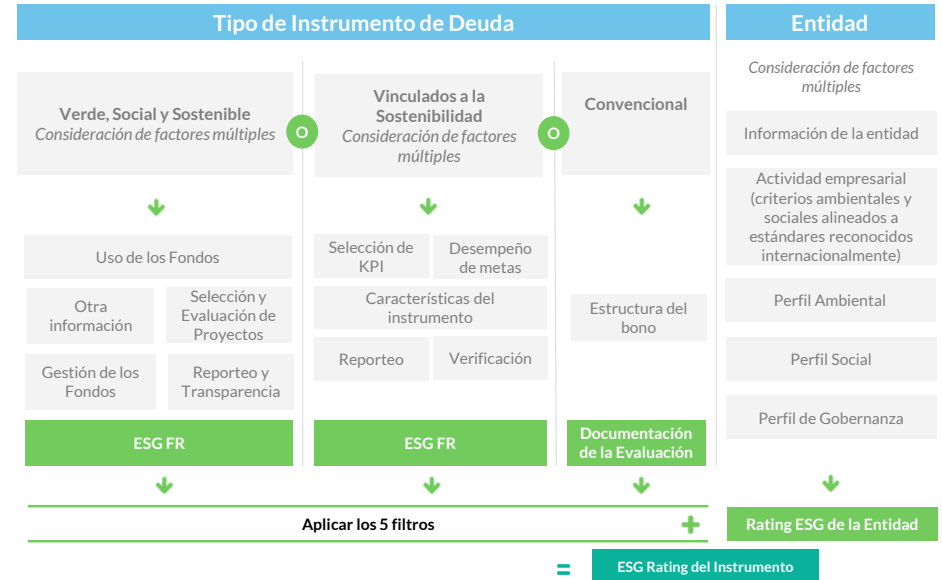 Tipo de Instrumento de Deuda
Entidad
Verde, Social y Sostenible
Consideración de factores múltiples
O
Vinculados a la
Sostenibilidad
Consideración de factores
múltiples
O
Convencional
Consideración de factores
múltiples
Información de la entidad
Actividad empresarial
(criterios ambientales y
sociales alineados a
estándares reconocidos
internacionalmente)
Perfil Ambiental
Perfil Social
Perfil de Gobernanza
Uso de los Fondos
Otra
información
Selección y
Evaluación de
Proyectos
Gestión de los
Fondos
Reporteo y
Transparencia
Selección de
KPI
Desempeño
de metas
Características del
instrumento
Reporteo
Verificación
Estructura del
bono
ESG FR
ESG FR
Documentación
de la Evaluación
Aplicar los 5 filtros
+
Rating ESG de la Entidad
=
ESG Rating del Instrumento